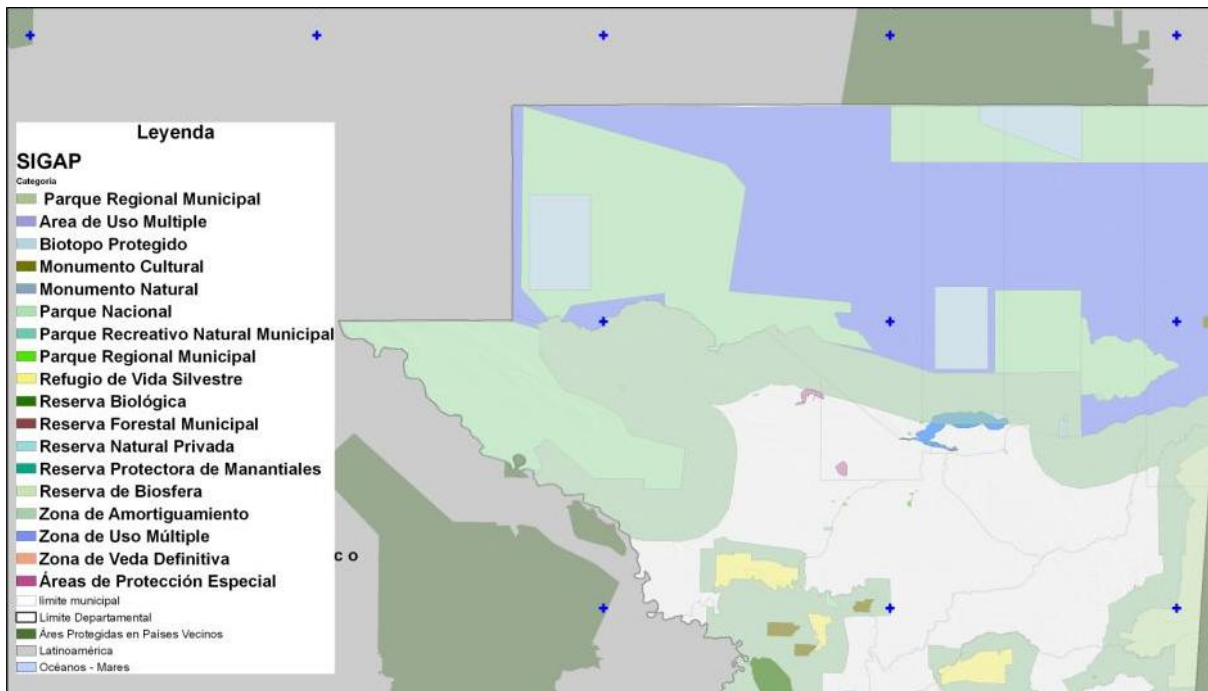 Leyenda
SIGAP
Categoria
Parque Regional Municipal
Area de Uso Multiple
Biotopo Protegido
Monumento Cultural
Monumento Natural
Parque Nacional
Parque Recreativo Natural Municipal
Parque Regional Municipal
Refugio de Vida Silvestre
Reserva Biológica
Reserva Forestal Municipal
Reserva Natural Privada
Reserva Protectora de Manantiales
Reserva de Biosfera
Zona de Amortiguamiento
Zona de Uso Múltiple
Zona de Veda Definitiva
Áreas de Protección Especial
limite municipal
Límite Departamental
Áres Protegidas en Países Vecinos
Latinoamérica
Océanos - Mares
c o